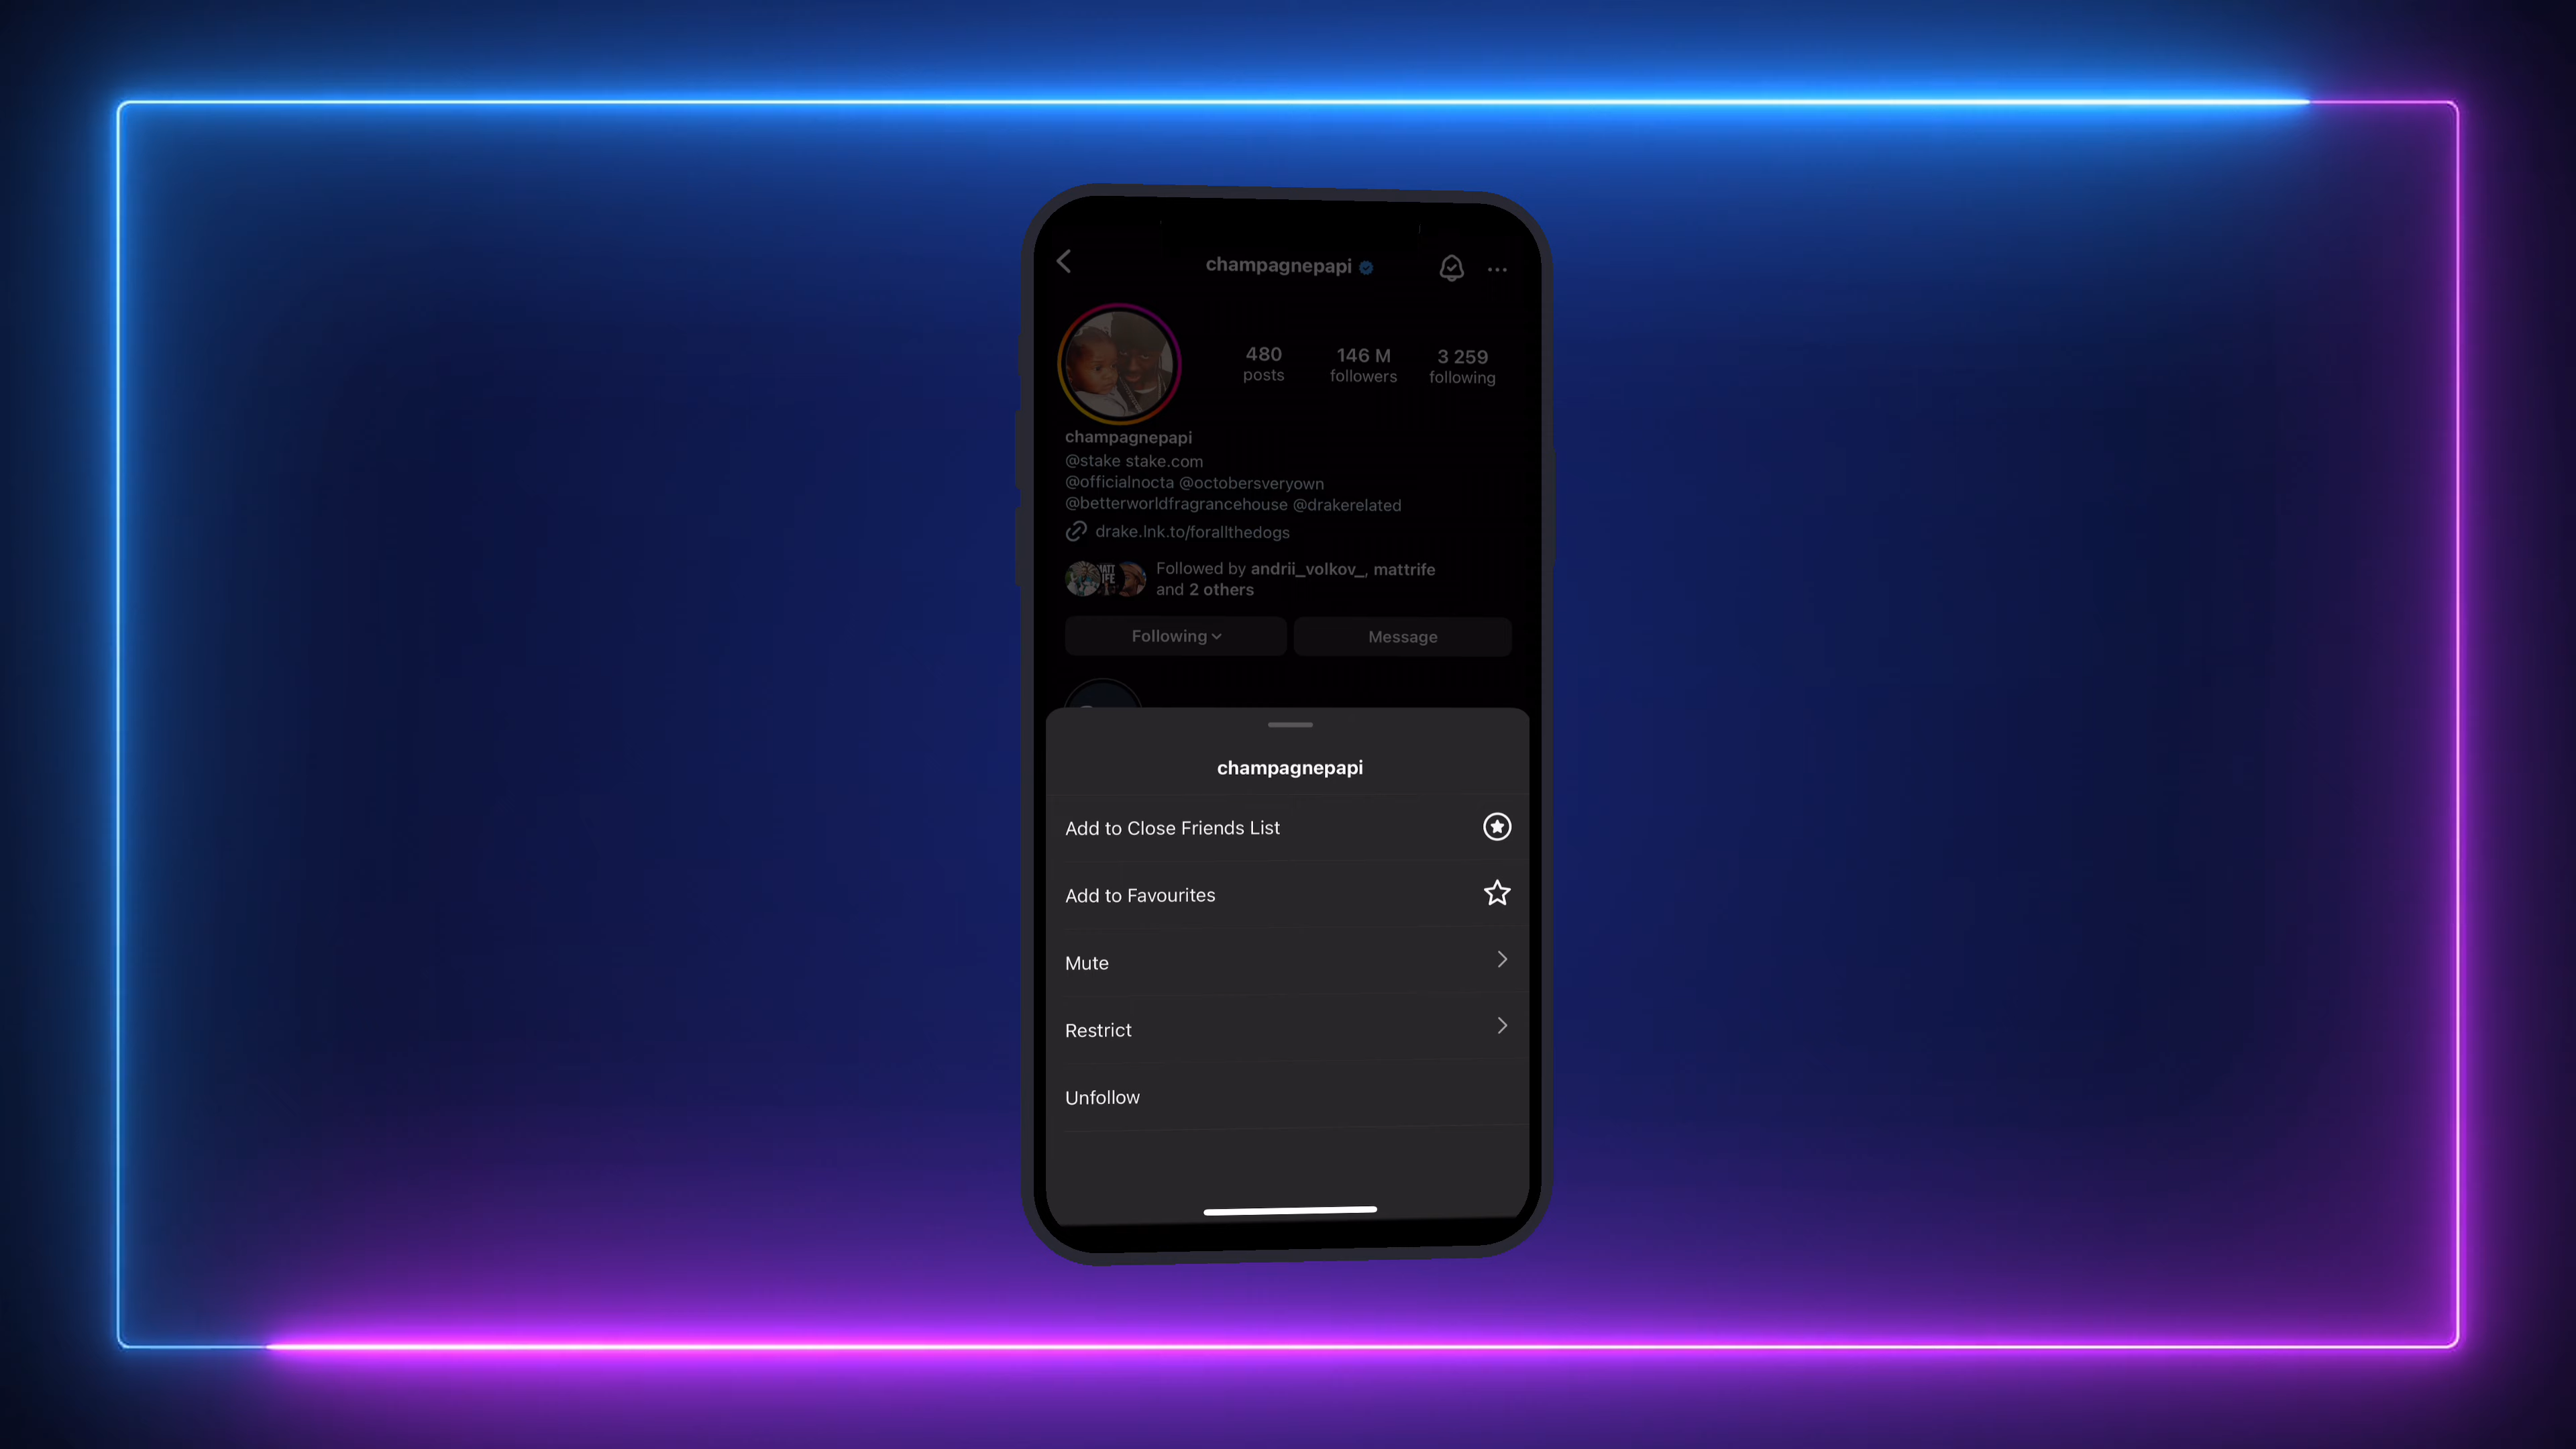 champagnepapi
480 146 M 3 259
posts followers following
champagnepapi
@stake stake.com
@officialnocta @octobersveryown
@betterworldfragrancehouse @drakerelated
drake.lnk.to/forallthedogs
Followed by andrii_volkov_, mattrife
and 2 others
Following Message
champagnepapi
Add to Close Friends List
Add to Favourites
Mute
Restrict
Unfollow